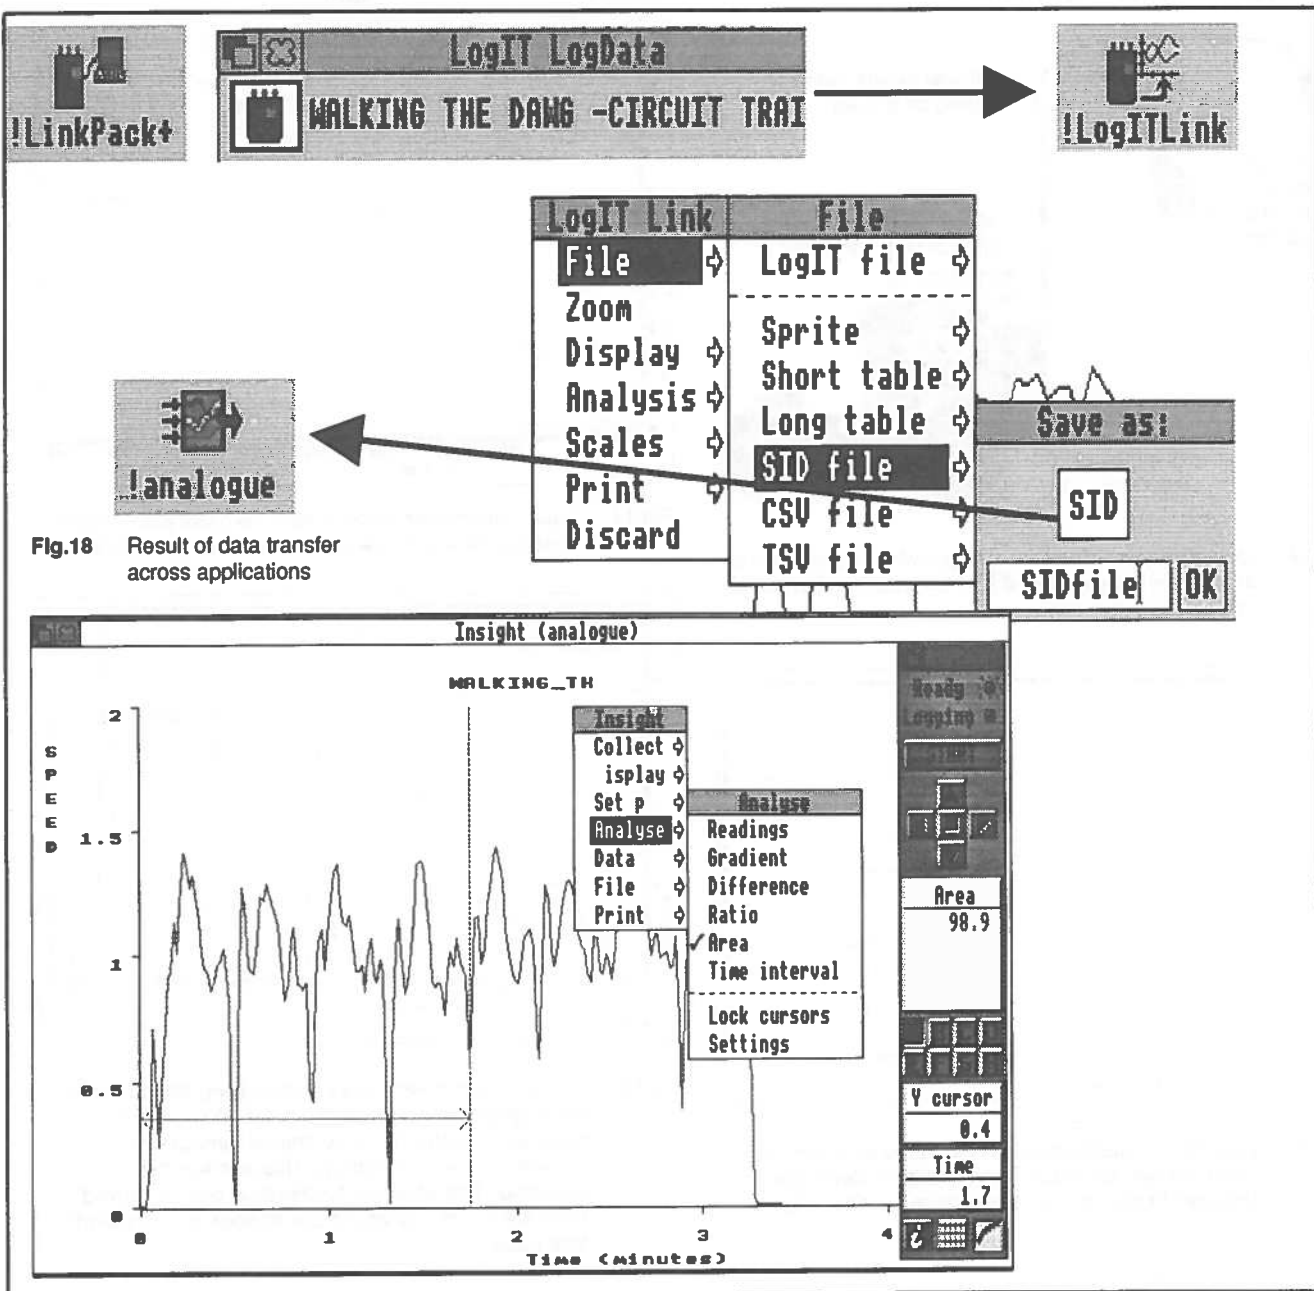 !LinkPack+
LogIT LogData
WALKING THE DAWG -CIRCUIT TRAI
!LogITLink
LogIT Link
File
Zoom
Display
Analysis
Scales
Print
Discard
File
LogIT file
Sprite
Short table
Long table
SID file
CSV file
TSV file
Save as:
SID
SIDfile
OK
!analogue
Fig.18 Result of data transfer
across applications
Insight (analogue)
WALKING_TH
SPEED
2
1.5
1
0.5
0
0
1
2
3
4
Time (minutes)
Insight
Collect
isplay
Set p
Analyse
Data
File
Print
Analyse
Readings
Gradient
Difference
Ratio
Area
Time interval
Lock cursors
Settings
Ready
Logging
Area
98.9
Y cursor
0.4
Time
1.7
i